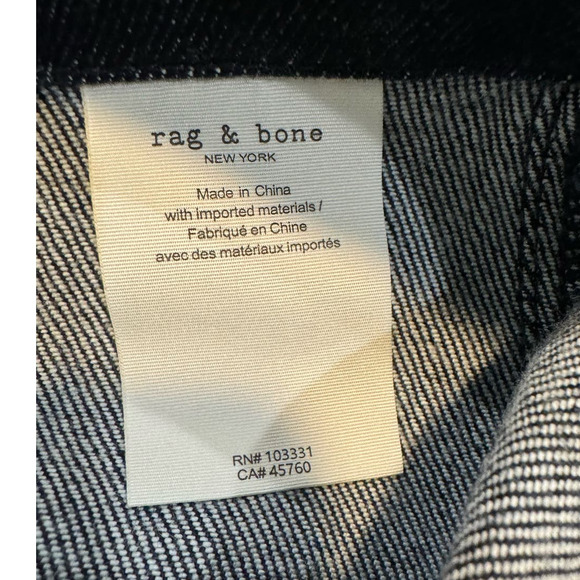 rag & bone
NEW YORK
Made in China
with imported materials /
Fabriqué en Chine
avec des matériaux importés
RN# 103331
CA# 45760